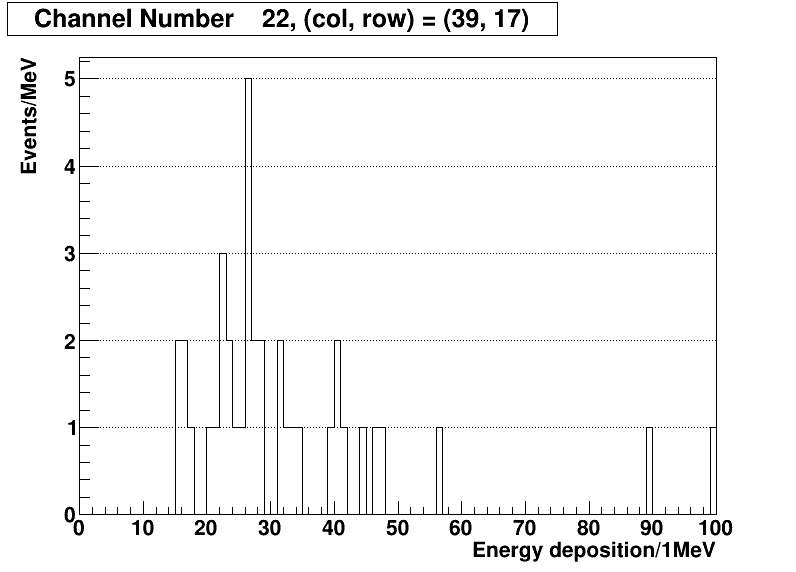 Channel Number 22, (col, row) = (39, 17)
Events/MeV
5
4
3
2
1
0
0 10 20 30 40 50 60 70 80 90 100
Energy deposition/1MeV